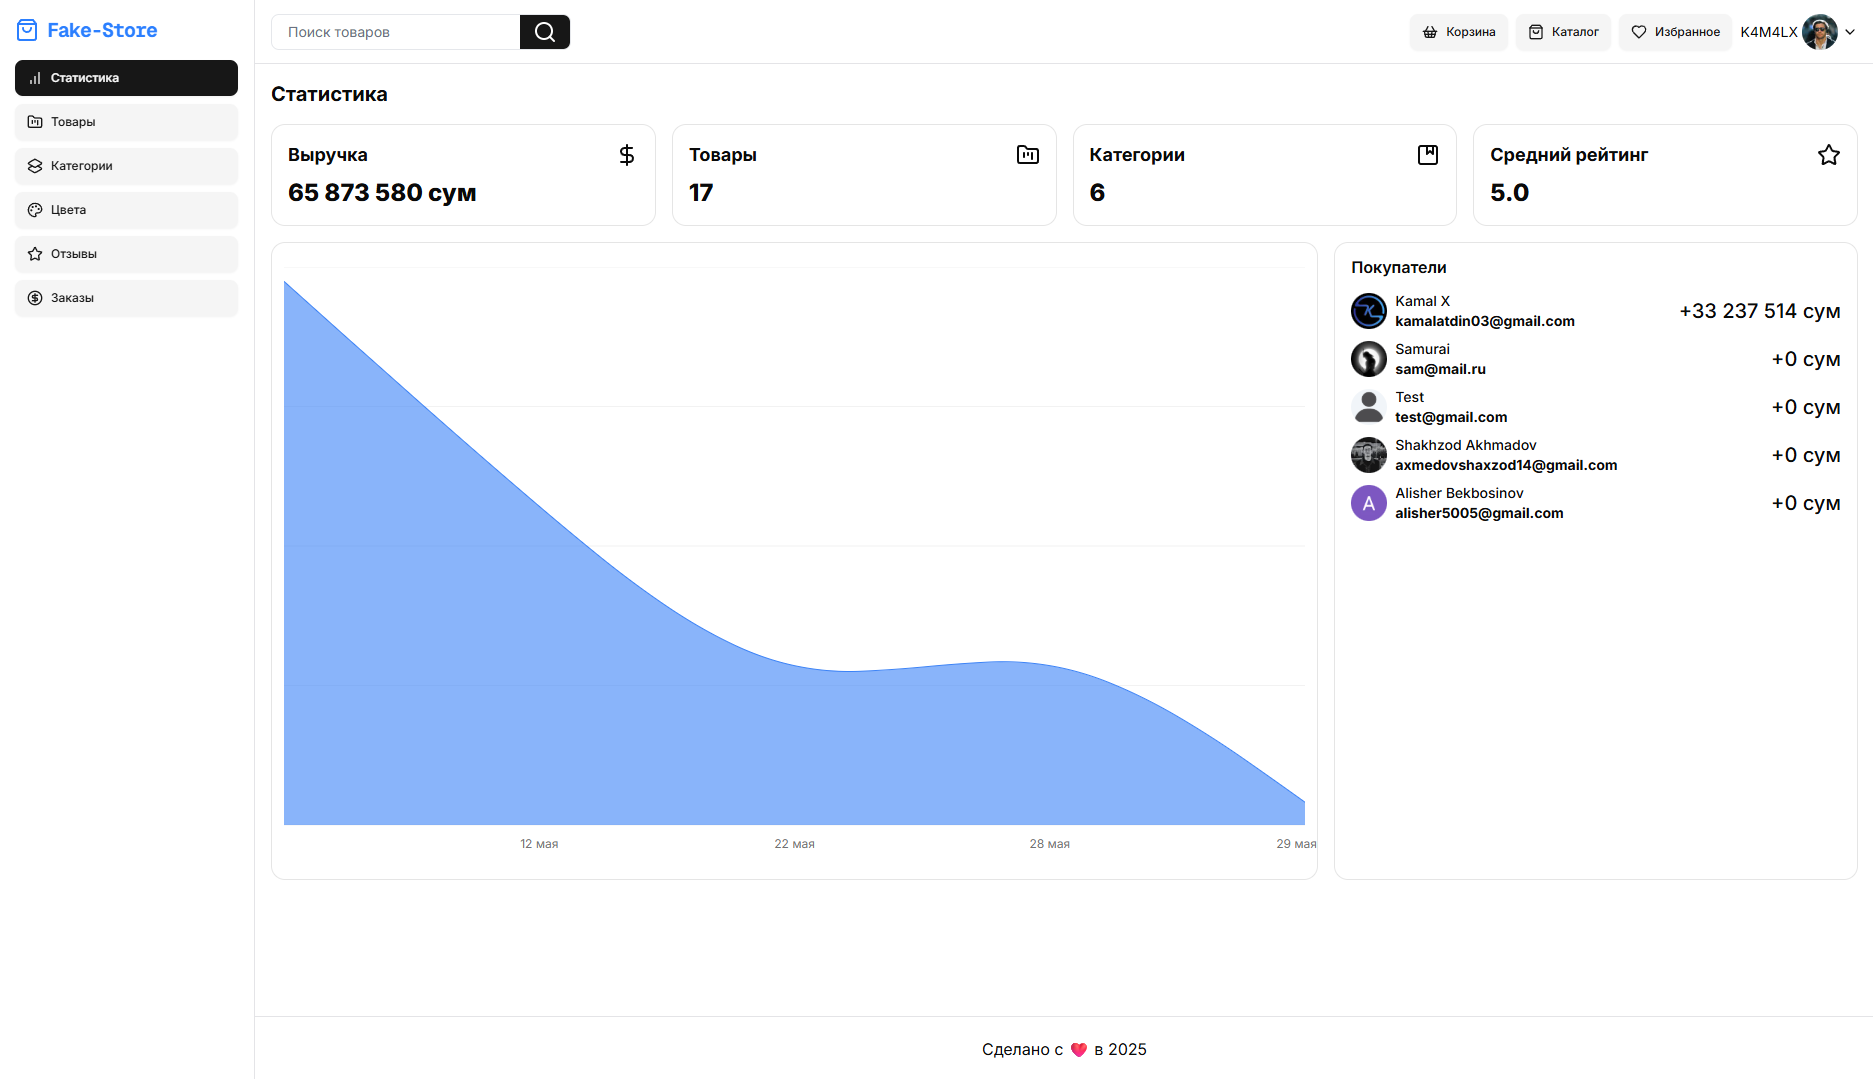 Fake-Store
Поиск товаров
Корзина
Каталог
Избранное
K4M4LX
Статистика
Товары
Категории
Цвета
Отзывы
Заказы
Статистика
Выручка
65 873 580 сум
Товары
17
Категории
6
Средний рейтинг
5.0
12 мая
22 мая
28 мая
29 мая
Покупатели
Kamal X
kamalatdin03@gmail.com
+33 237 514 сум
Samurai
sam@mail.ru
+0 сум
Test
test@gmail.com
+0 сум
Shakhzod Akhmadov
axmedovshaxzod14@gmail.com
+0 сум
A
Alisher Bekbosinov
alisher5005@gmail.com
+0 сум
Сделано с ❤️ в 2025